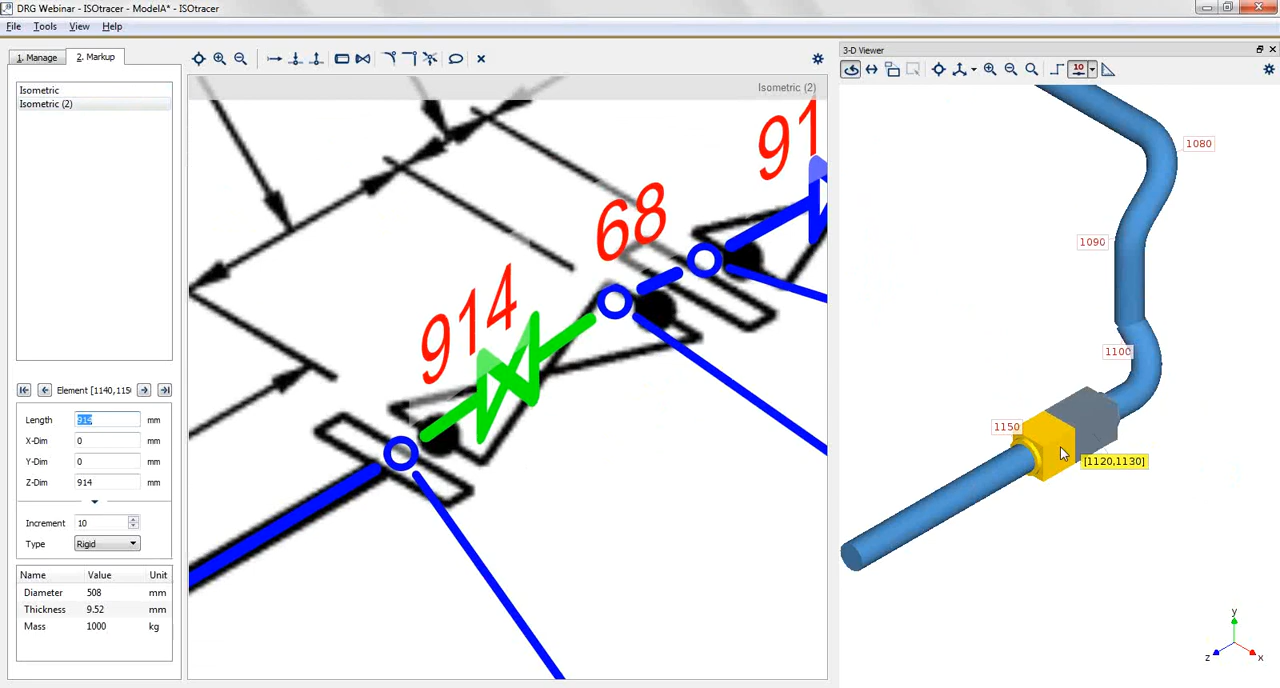 DRG Webinar - ISOtracer - ModelA* - ISOtracer
File Tools View Help
1. Manage 2. Markup
Isometric
Isometric (2)
Element [1140,115
Length 914 mm
X-Dim 0 mm
Y-Dim 0 mm
Z-Dim 914 mm
Increment 10
Type Rigid
Name Value Unit
Diameter 508 mm
Thickness 9.52 mm
Mass 1000 kg
Isometric (2)
91
68
914
3-D Viewer
10
1080
1090
1100
1150
[1120,1130]
y
z x